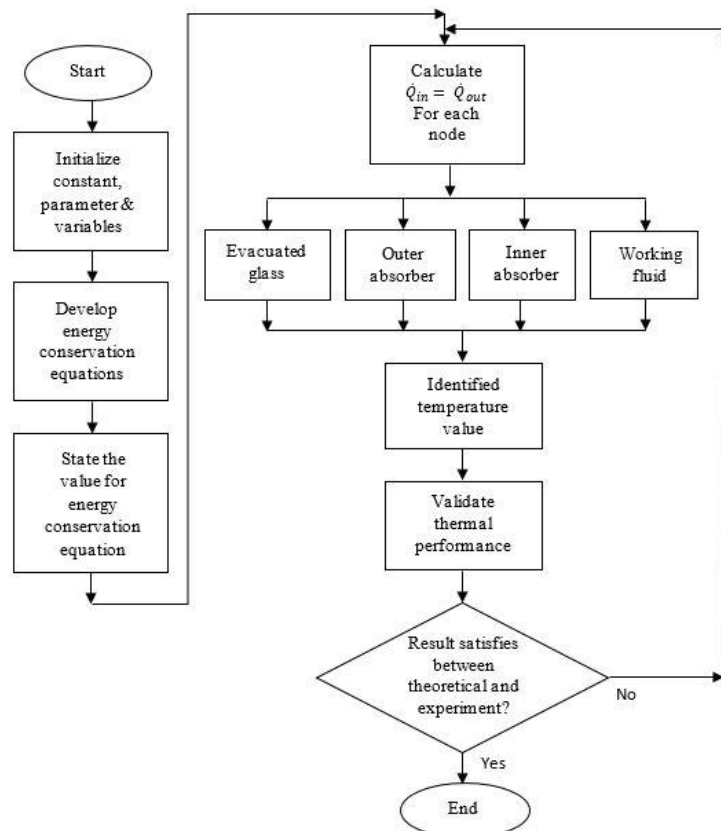 Start
Initialize
constant,
parameter &
variables
Develop
energy
conservation
equations
State the
value for
energy
conservation
equation
Calculate
Q̇in = Q̇out
For each
node
Evacuated
glass
Outer
absorber
Inner
absorber
Working
fluid
Identified
temperature
value
Validate
thermal
performance
Result satisfies
between
theoretical and
experiment?
No
Yes
End